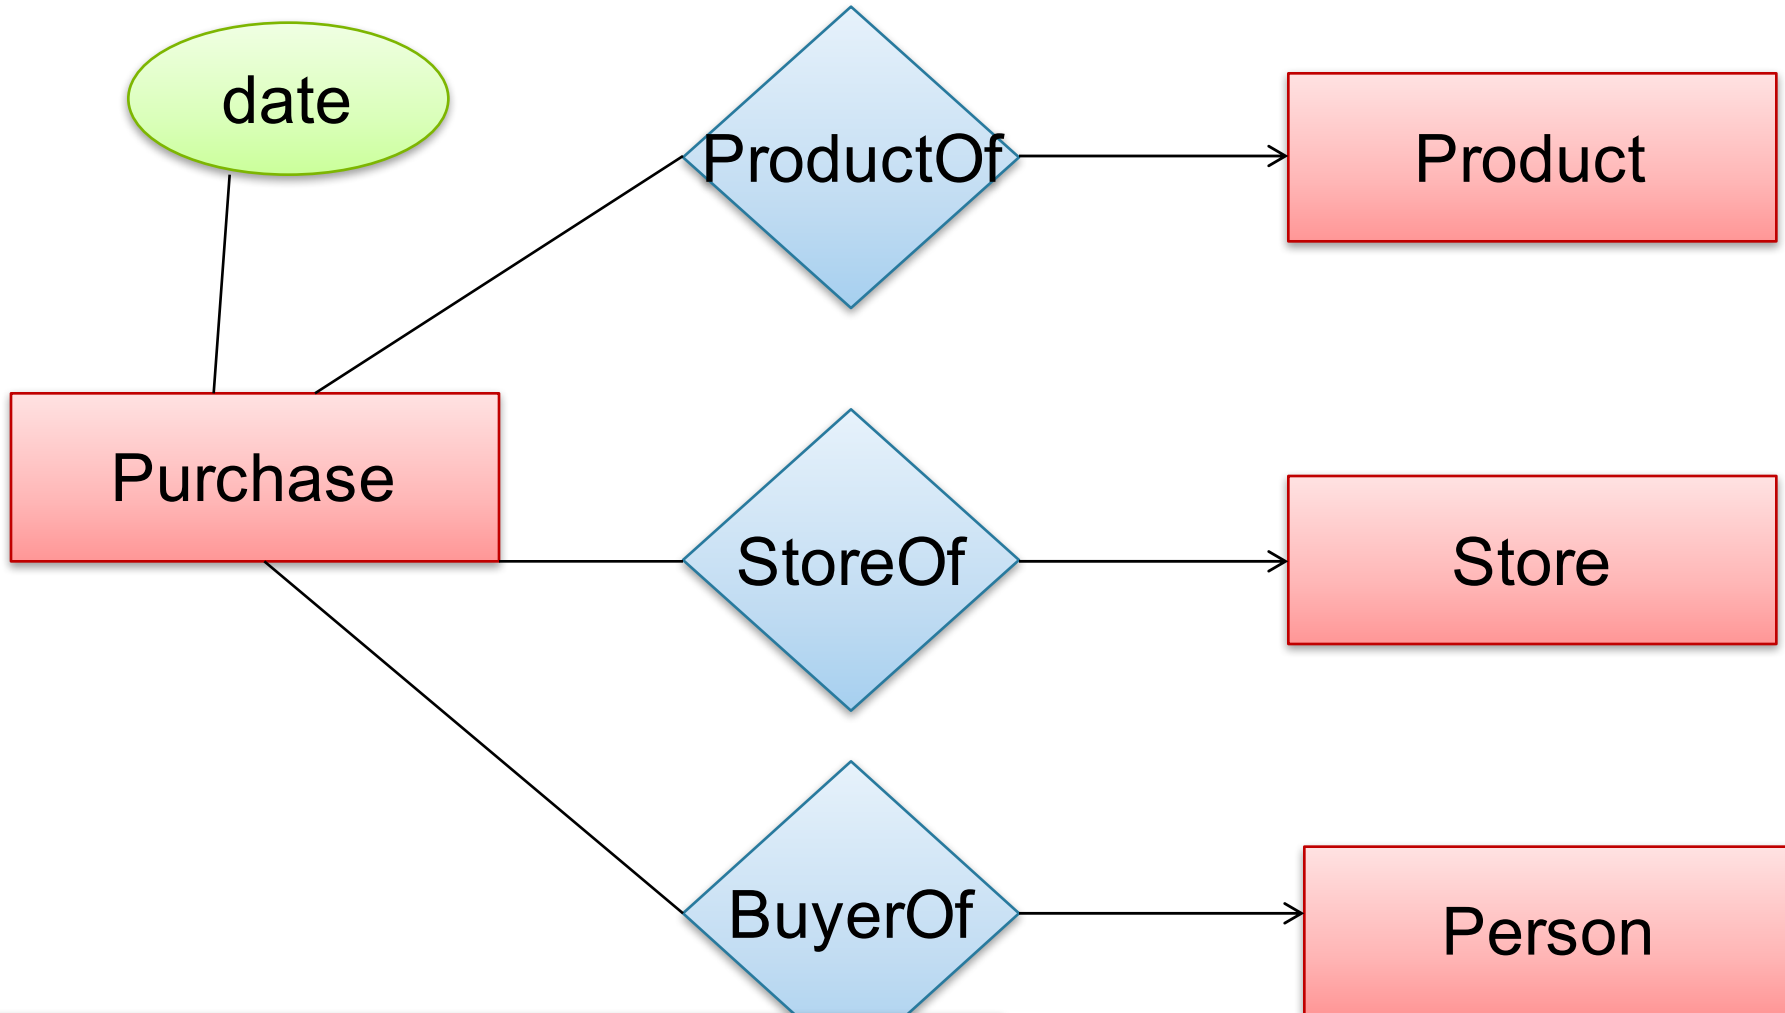 date
ProductOf
Product
Purchase
StoreOf
Store
BuyerOf
Person